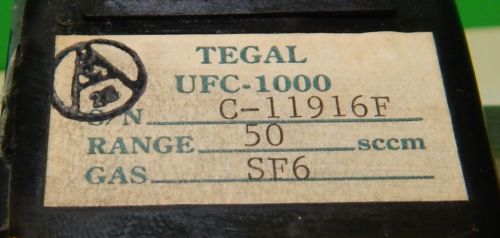 TEGAL
UFC-1000
S/N C-11916F
RANGE 50 sccm
GAS SF6